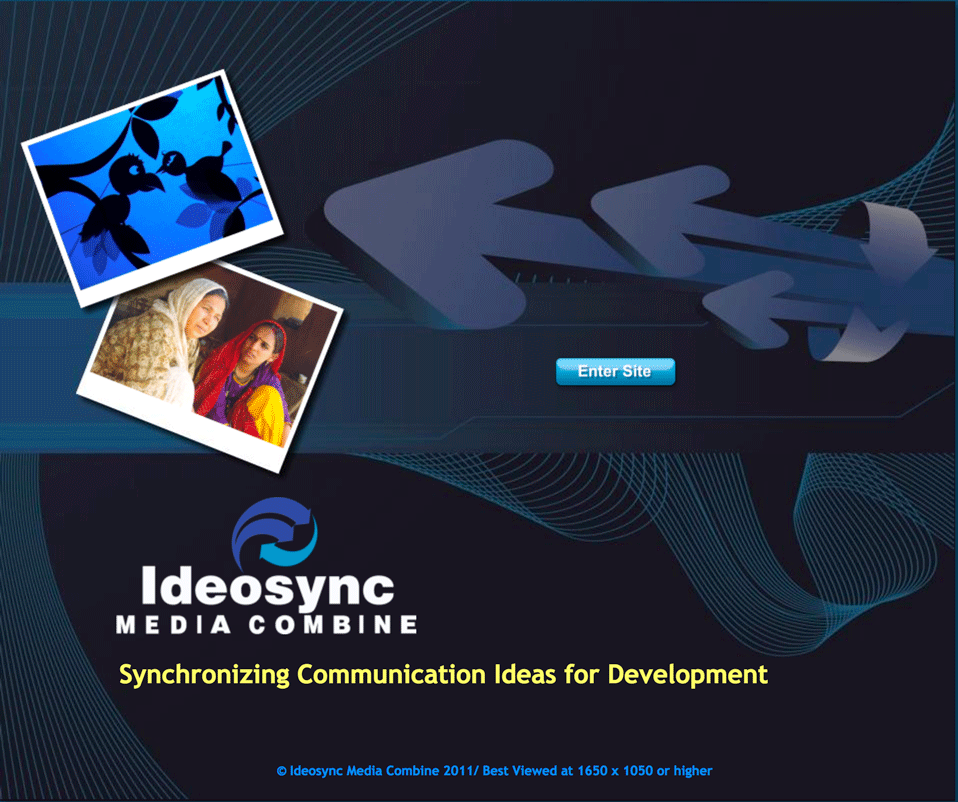 Enter Site
Ideosync
MEDIA COMBINE
Synchronizing Communication Ideas for Development
© Ideosync Media Combine 2011/ Best Viewed at 1650 x 1050 or higher